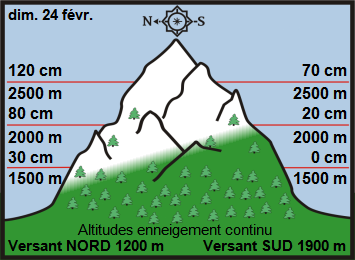 dim. 24 févr.
N S
120 cm 70 cm
2500 m 2500 m
80 cm 20 cm
2000 m 2000 m
30 cm 0 cm
1500 m 1500 m
Altitudes enneigement continu
Versant NORD 1200 m Versant SUD 1900 m